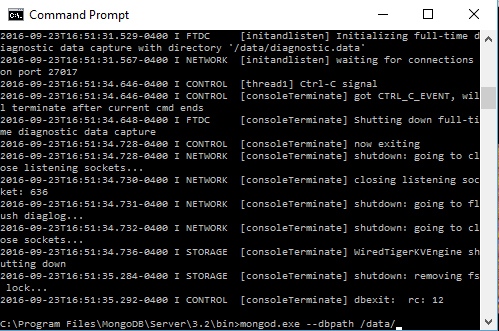 Command Prompt
2016-09-23T16:51:31.529-0400 I FTDC     [initandlisten] Initializing full-time d
iagnostic data capture with directory '/data/diagnostic.data'
2016-09-23T16:51:31.567-0400 I NETWORK  [initandlisten] waiting for connections
on port 27017
2016-09-23T16:51:34.646-0400 I CONTROL  [thread1] Ctrl-C signal
2016-09-23T16:51:34.646-0400 I CONTROL  [consoleTerminate] got CTRL_C_EVENT, wil
l terminate after current cmd ends
2016-09-23T16:51:34.648-0400 I FTDC     [consoleTerminate] Shutting down full-ti
me diagnostic data capture
2016-09-23T16:51:34.728-0400 I CONTROL  [consoleTerminate] now exiting
2016-09-23T16:51:34.728-0400 I NETWORK  [consoleTerminate] shutdown: going to cl
ose listening sockets...
2016-09-23T16:51:34.730-0400 I NETWORK  [consoleTerminate] closing listening soc
ket: 636
2016-09-23T16:51:34.731-0400 I NETWORK  [consoleTerminate] shutdown: going to fl
ush diaglog...
2016-09-23T16:51:34.732-0400 I NETWORK  [consoleTerminate] shutdown: going to cl
ose sockets...
2016-09-23T16:51:34.736-0400 I STORAGE  [consoleTerminate] WiredTigerKVEngine sh
utting down
2016-09-23T16:51:35.284-0400 I STORAGE  [consoleTerminate] shutdown: removing fs
 lock...
2016-09-23T16:51:35.292-0400 I CONTROL  [consoleTerminate] dbexit:  rc: 12
C:\Program Files\MongoDB\Server\3.2\bin>mongod.exe --dbpath /data/